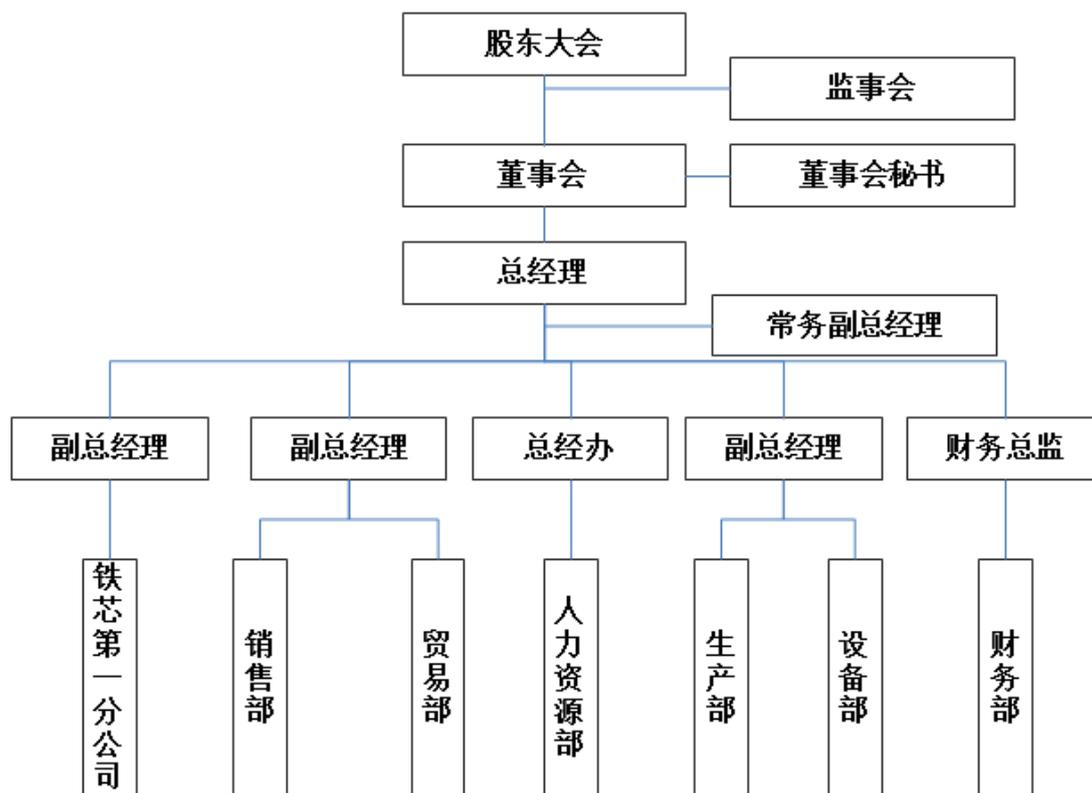 股东大会
监事会
董事会
董事会秘书
总经理
常务副总经理
副总经理
副总经理
总经办
副总经理
财务总监
铁芯第一分公司
销售部
贸易部
人力资源部
生产部
设备部
财务部